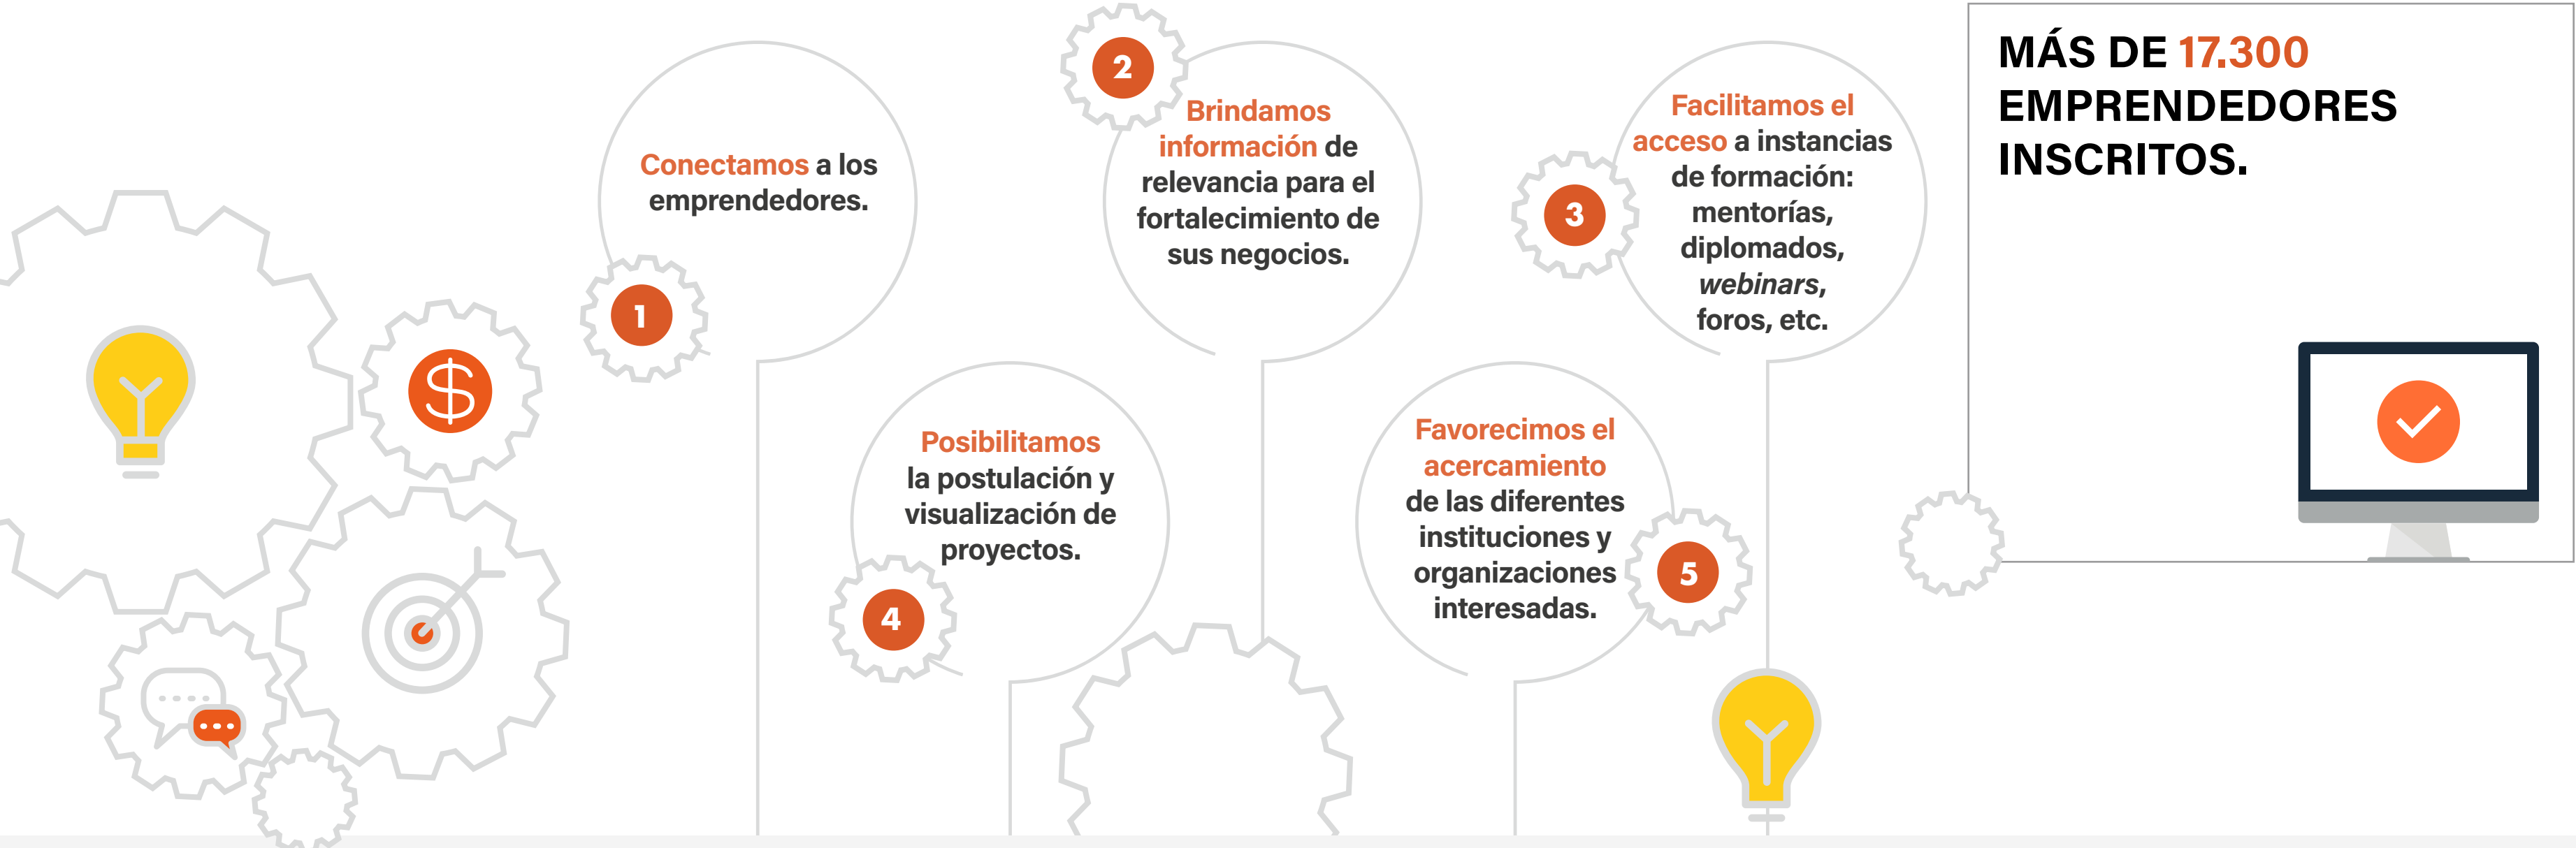 1
Conectamos a los
emprendedores.
2
Brindamos
información de
relevancia para el
fortalecimiento de
sus negocios.
3
Facilitamos el
acceso a instancias
de formación:
mentorías,
diplomados,
webinars,
foros, etc.
4
Posibilitamos
la postulación y
visualización de
proyectos.
5
Favorecimos el
acercamiento
de las diferentes
instituciones y
organizaciones
interesadas.
MÁS DE 17.300
EMPRENDEDORES
INSCRITOS.
$